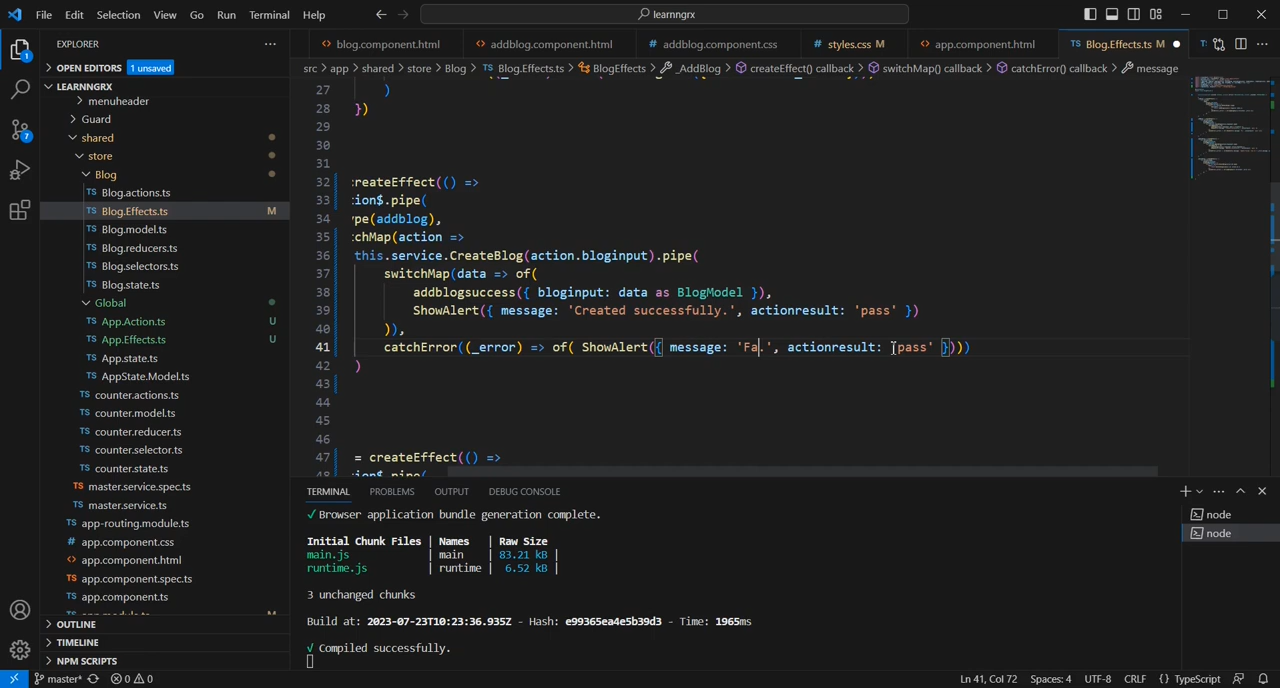 File Edit Selection View Go Run Terminal Help learnngrx
EXPLORER
OPEN EDITORS 1 unsaved
LEARNNGRX
menuheader
Guard
shared
store
Blog
Blog.actions.ts
Blog.Effects.ts M
Blog.model.ts
Blog.reducers.ts
Blog.selectors.ts
Blog.state.ts
Global
App.Action.ts U
App.Effects.ts U
App.state.ts
AppState.Model.ts
counter.actions.ts
counter.model.ts
counter.reducer.ts
counter.selector.ts
counter.state.ts
master.service.spec.ts
master.service.ts
app-routing.module.ts
app.component.css
app.component.html
app.component.spec.ts
app.component.ts
app.module.ts M
OUTLINE
TIMELINE
NPM SCRIPTS
blog.component.html addblog.component.html addblog.component.css styles.css M app.component.html Blog.Effects.ts M
src > app > shared > store > Blog > Blog.Effects.ts > BlogEffects > _AddBlog > createEffect() callback > switchMap() callback > catchError() callback > message
27 )
28 })
29
30
31
32 :reateEffect(() =>
33 :ion$.pipe(
34 ype(addblog),
35 :chMap(action =>
36 this.service.CreateBlog(action.bloginput).pipe(
37 switchMap(data => of(
38 addblogsuccess({ bloginput: data as BlogModel }),
39 ShowAlert({ message: 'Created successfully.', actionresult: 'pass' })
40 )),
41 catchError((_error) => of( ShowAlert({ message: 'Fa.', actionresult: 'pass' })))
42 )
43
44
45
46
47 = createEffect(() =>
48 :ion$.pipe(
TERMINAL PROBLEMS OUTPUT DEBUG CONSOLE
√ Browser application bundle generation complete.
Initial Chunk Files | Names | Raw Size
main.js | main | 83.21 kB |
runtime.js | runtime | 6.52 kB |
3 unchanged chunks
Build at: 2023-07-23T10:23:36.935Z - Hash: e99365ea4e5b39d3 - Time: 1965ms
√ Compiled successfully.
node
node
master* 0 0 Ln 41, Col 72 Spaces: 4 UTF-8 CRLF {} TypeScript